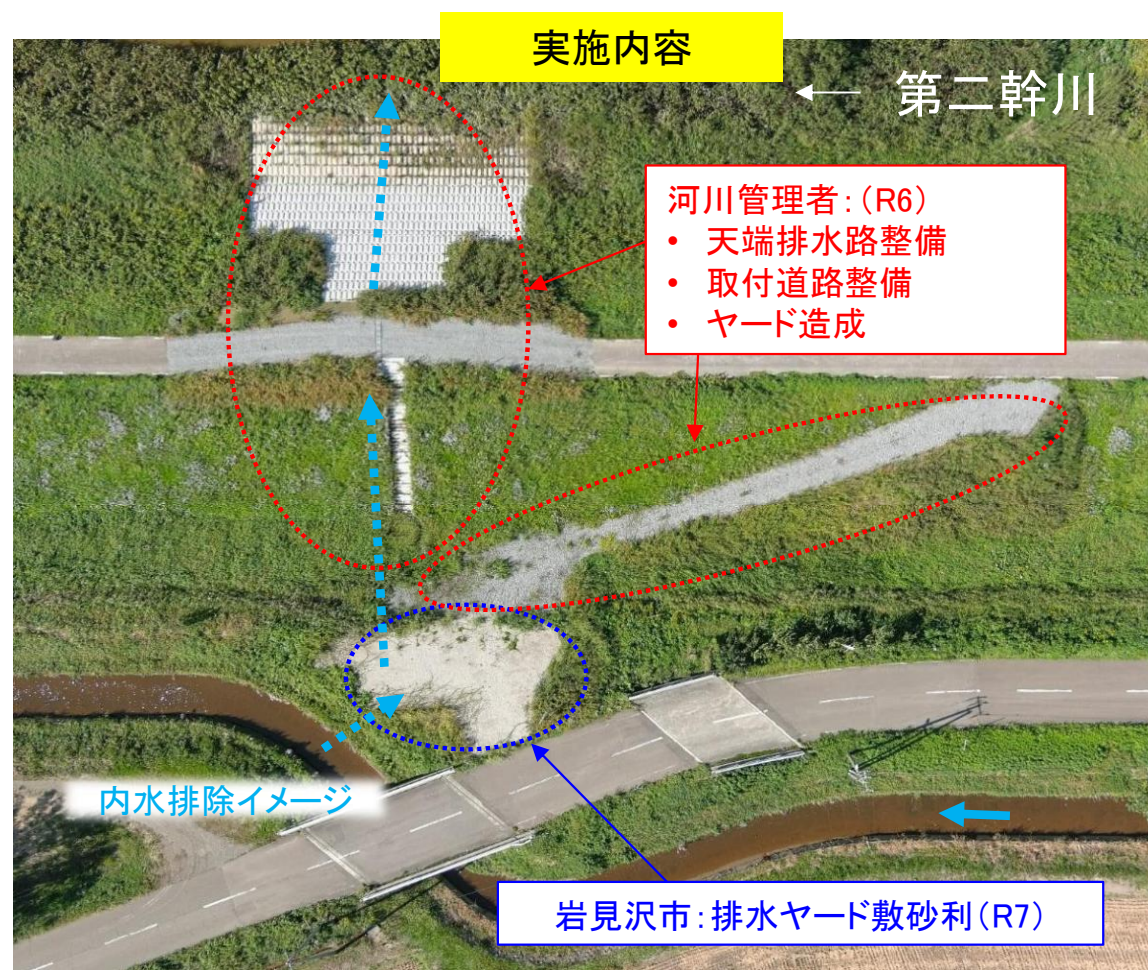 実施内容
← 第二幹川
河川管理者:(R6)
• 天端排水路整備
• 取付道路整備
• ヤード造成
内水排除イメージ
岩見沢市:排水ヤード敷砂利(R7)